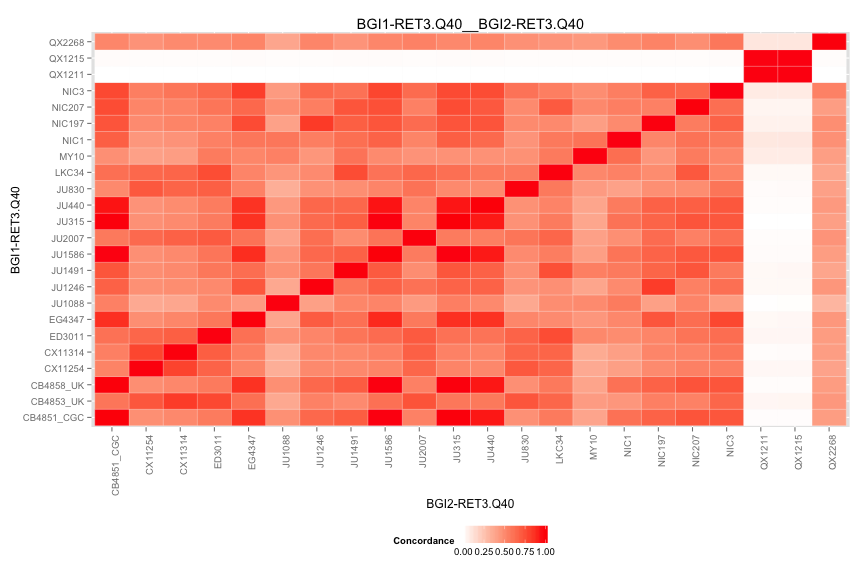 BGI1-RET3.Q40__BGI2-RET3.Q40
QX2268
QX1215
QX1211
NIC3
NIC207
NIC197
NIC1
MY10
LKC34
JU830
JU440
JU315
JU2007
JU1586
JU1491
JU1246
JU1088
EG4347
ED3011
CX11314
CX11254
CB4858_UK
CB4853_UK
CB4851_CGC
BGI1-RET3.Q40
CB4851_CGC
CX11254
CX11314
ED3011
EG4347
JU1088
JU1246
JU1491
JU1586
JU2007
JU315
JU440
JU830
LKC34
MY10
NIC1
NIC197
NIC207
NIC3
QX1211
QX1215
QX2268
BGI2-RET3.Q40
Concordance
0.00 0.25 0.50 0.75 1.00